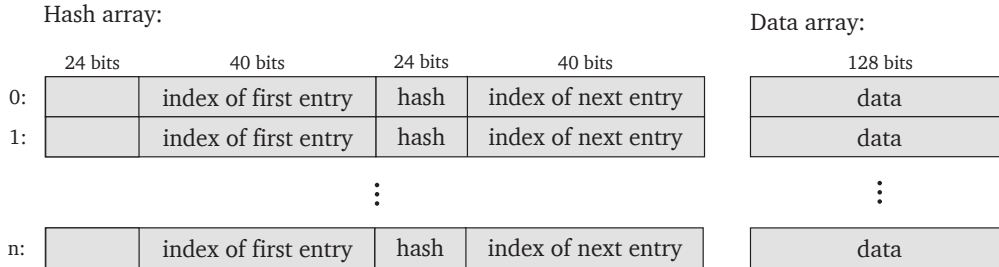 Hash array:
Data array:
24 bits 40 bits 24 bits 40 bits 128 bits
0: index of first entry hash index of next entry data
1: index of first entry hash index of next entry data
n: index of first entry hash index of next entry data